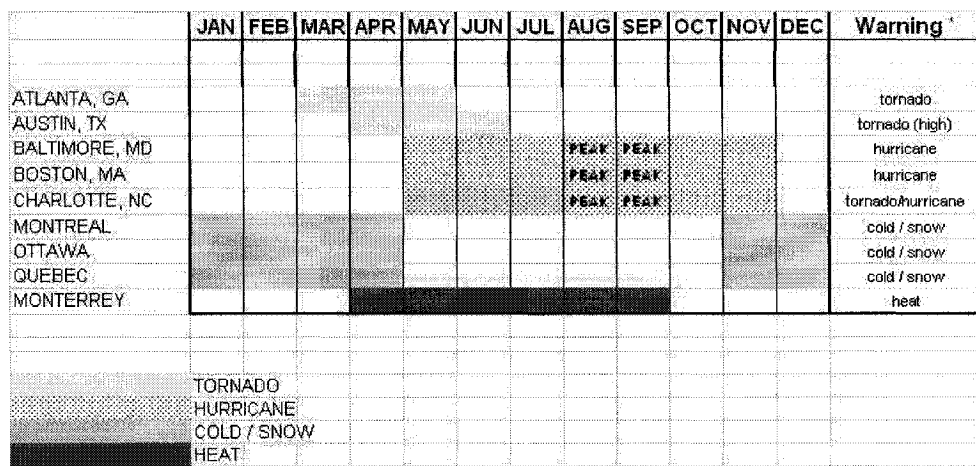 JAN FEB MAR APR MAY JUN JUL AUG SEP OCT NOV DEC Warning *
ATLANTA, GA tornado
AUSTIN, TX tornado (high)
BALTIMORE, MD PEAK PEAK hurricane
BOSTON, MA PEAK PEAK hurricane
CHARLOTTE, NC PEAK PEAK tornado/hurricane
MONTREAL cold / snow
OTTAWA cold / snow
QUEBEC cold / snow
MONTERREY heat
TORNADO
HURRICANE
COLD / SNOW
HEAT